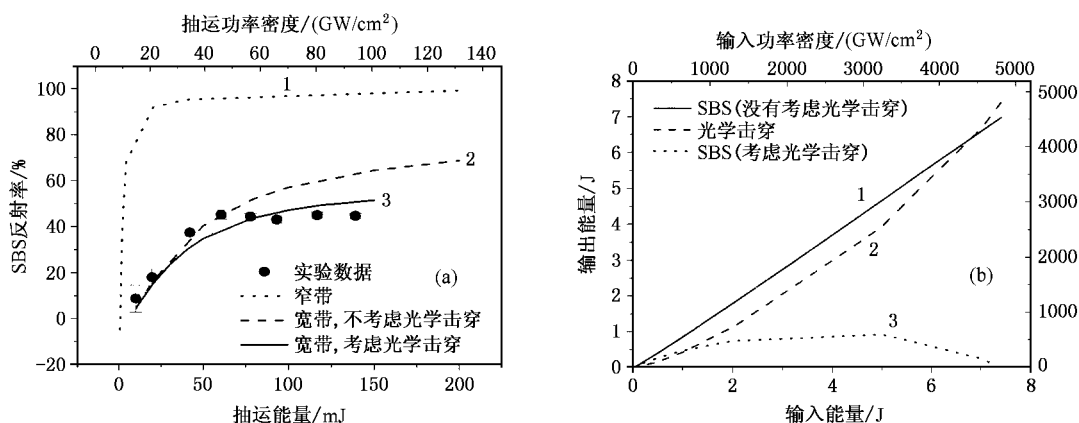 抽运功率密度/(GW/cm²)
0 20 40 60 80 100 120 140
SBS反射率/%
100
80
60
40
20
0
-20
1
2
3
(a)
实验数据
窄带
宽带,不考虑光学击穿
宽带,考虑光学击穿
0 50 100 150 200
抽运能量/mJ
输入功率密度/(GW/cm²)
0 1000 2000 3000 4000 5000
输出能量/J
8
7
6
5
4
3
2
1
0
5000
4000
3000
2000
1000
0
SBS(没有考虑光学击穿)
光学击穿
SBS(考虑光学击穿)
1
2
3
(b)
0 2 4 6 8
输入能量/J